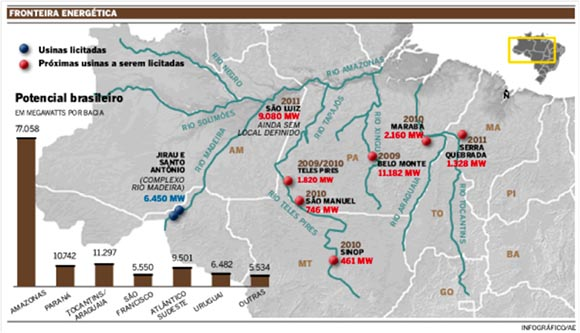 FRONTEIRA ENERGÉTICA
Usinas licitadas
Próximas usinas a serem licitadas
Potencial brasileiro
EM MEGAWATTS POR BACIA
77.058
10.742
11.297
5.550
9.501
6.482
5.534
AMAZONAS
PARANÁ
TOCANTINS/
ARAGUAIA
SÃO
FRANCISCO
ATLÂNTICO
SUDESTE
URUGUAI
OUTRAS
RIO NEGRO
RIO SOLIMÕES
RIO AMAZONAS
RIO MADEIRA
RIO TAPAJÓS
RIO XINGU
RIO TELES PIRES
RIO ARAGUAIA
RIO TOCANTINS
AM
PA
MA
PI
TO
BA
MT
GO
N
JIRAU E
SANTO
ANTÔNIO
(COMPLEXO
RIO MADEIRA)
6.450 MW
2011
SÃO LUIZ
9.080 MW
AINDA SEM
LOCAL DEFINIDO
2009/2010
TELES PIRES
1.820 MW
2010
SÃO MANUEL
746 MW
2010
SINOP
461 MW
2009
BELO MONTE
11.182 MW
2010
MARABÁ
2.160 MW
2011
SERRA
QUEBRADA
1.328 MW
INFOGRÁFICO/AE